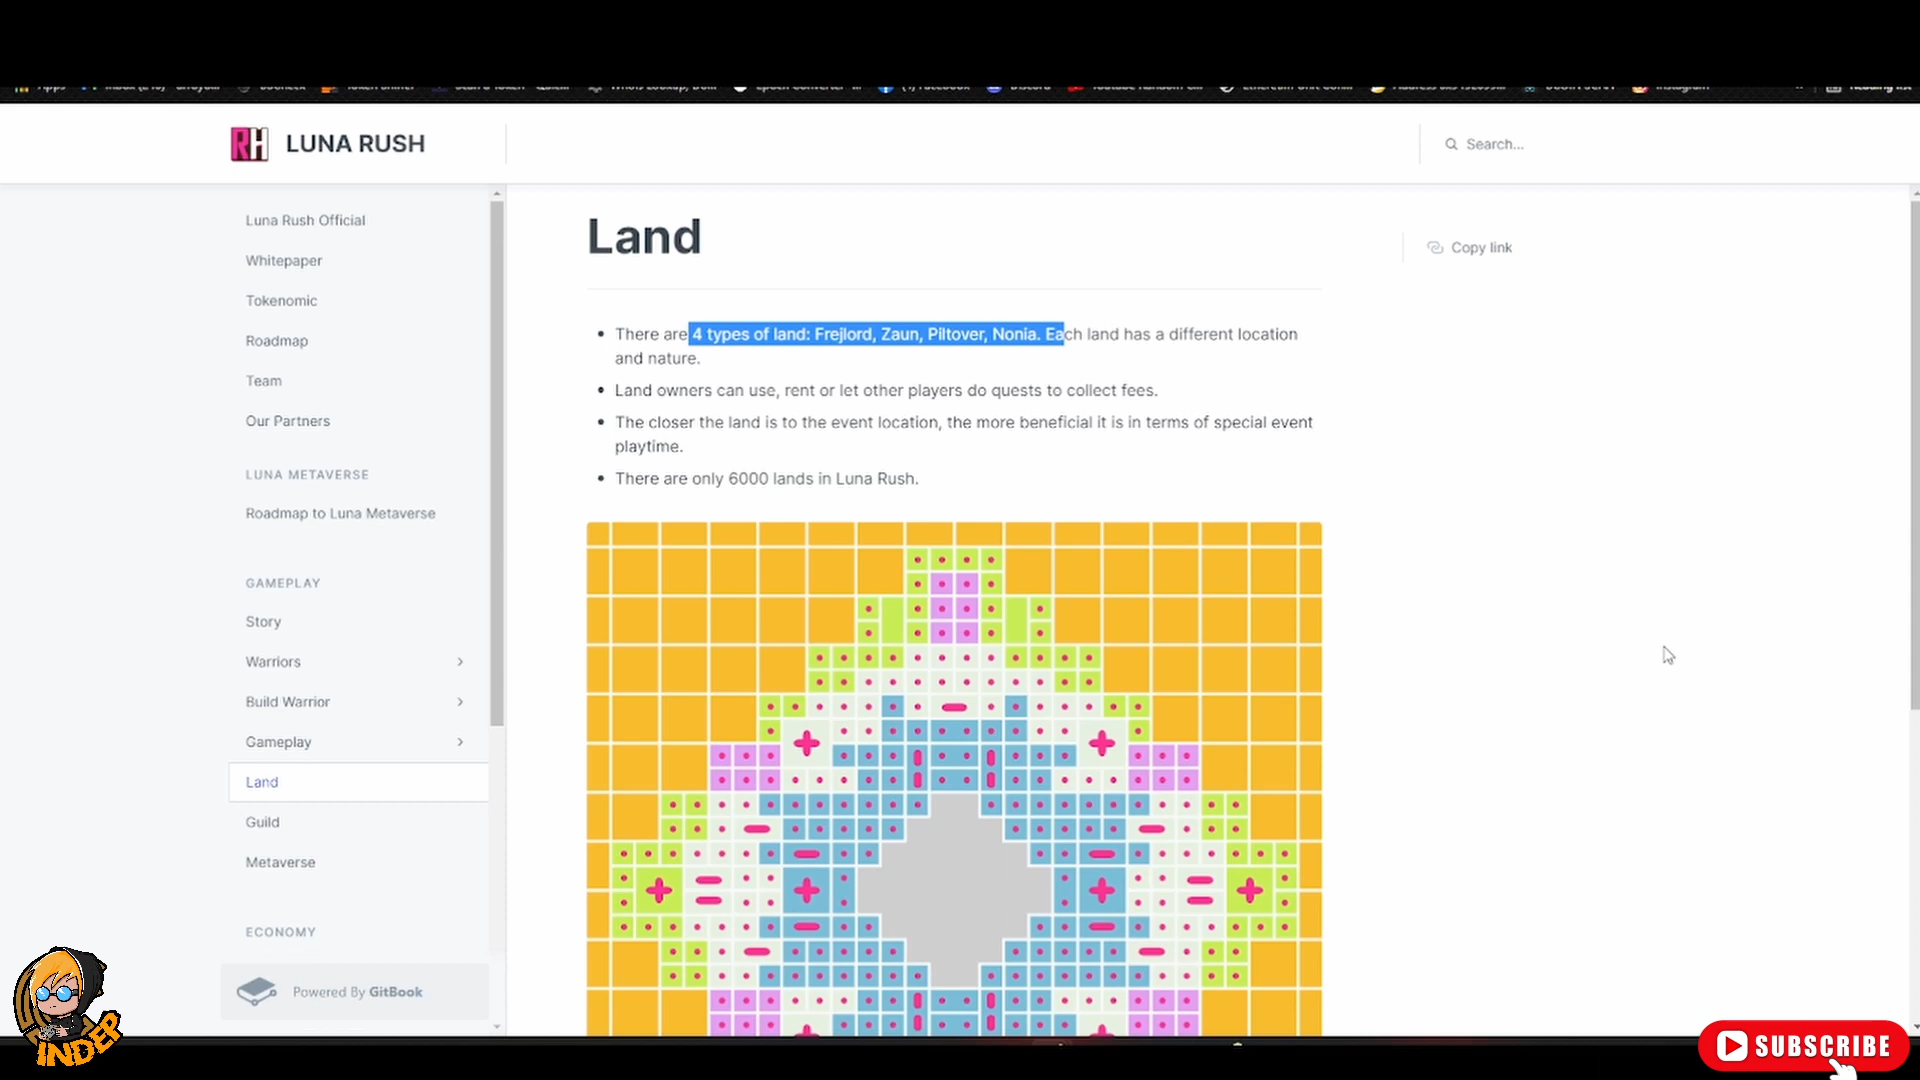 LUNA RUSH
Search...
Luna Rush Official
Whitepaper
Tokenomic
Roadmap
Team
Our Partners
LUNA METAVERSE
Roadmap to Luna Metaverse
GAMEPLAY
Story
Warriors
Build Warrior
Gameplay
Land
Guild
Metaverse
ECONOMY
Powered By GitBook
Land
Copy link
There are 4 types of land: Frejlord, Zaun, Piltover, Nonia. Each land has a different location
and nature.
Land owners can use, rent or let other players do quests to collect fees.
The closer the land is to the event location, the more beneficial it is in terms of special event
playtime.
There are only 6000 lands in Luna Rush.
INDEP
SUBSCRIBE